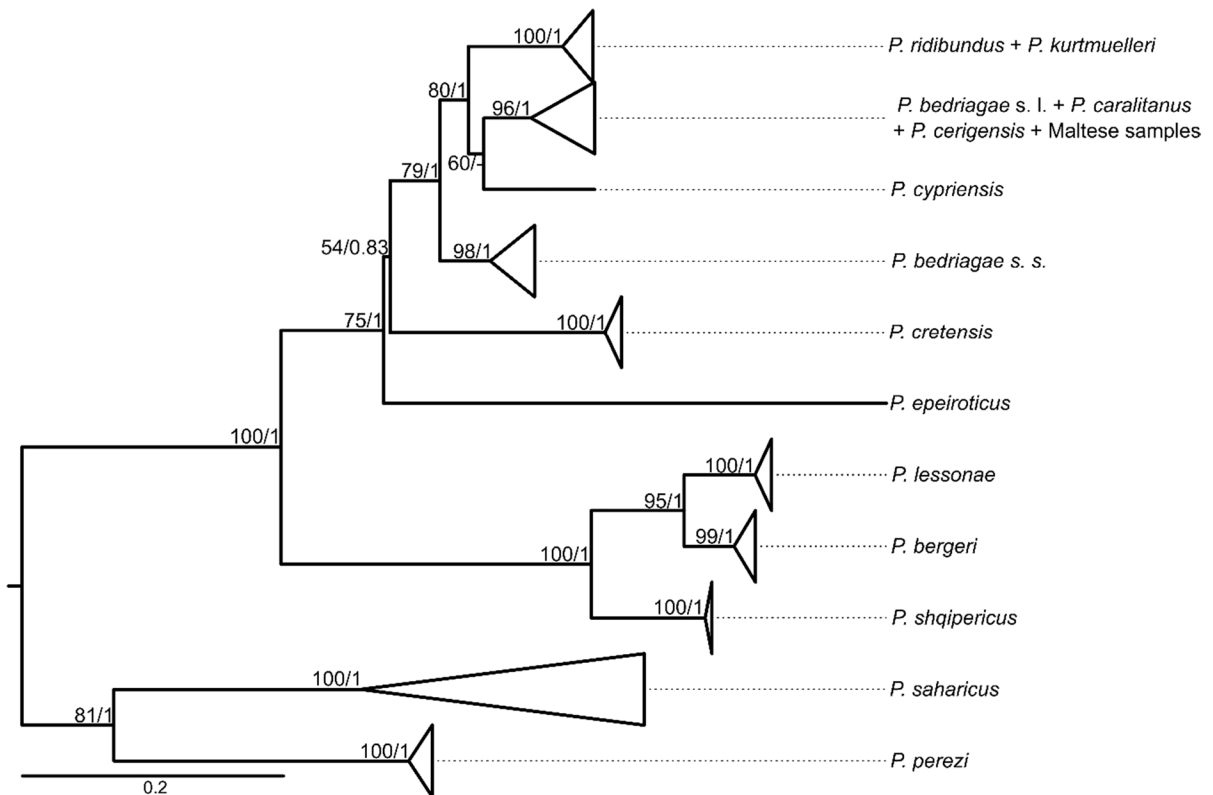 100/1
P. ridibundus + P. kurtmuelleri
80/1
96/1
P. bedriagae s. l. + P. caralitanus
+ P. cerigensis + Maltese samples
79/1
60/-
P. cypriensis
54/0.83
98/1
P. bedriagae s. s.
75/1
100/1
P. cretensis
P. epeiroticus
100/1
100/1
P. lessonae
95/1
99/1
P. bergeri
100/1
100/1
P. shqipericus
100/1
P. saharicus
81/1
100/1
P. perezi
0.2